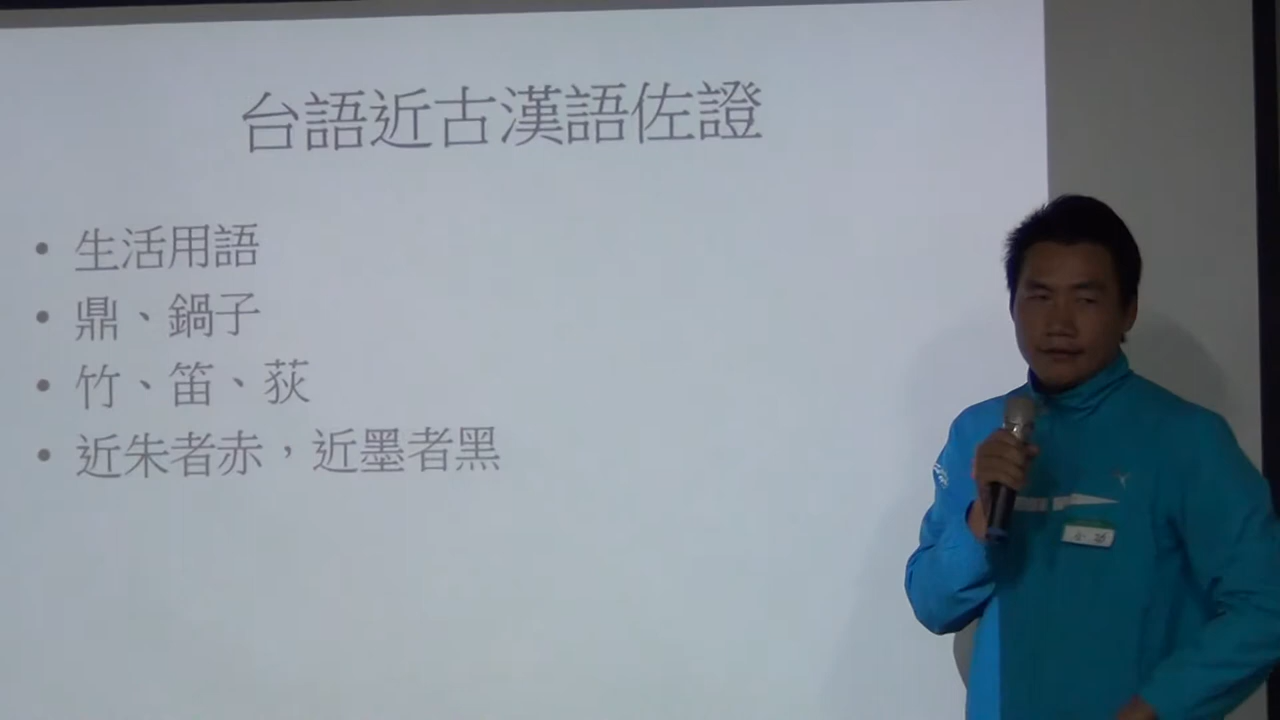 台語近古漢語佐證
• 生活用語
• 鼎、鍋子
• 竹、笛、荻
• 近朱者赤，近墨者黑